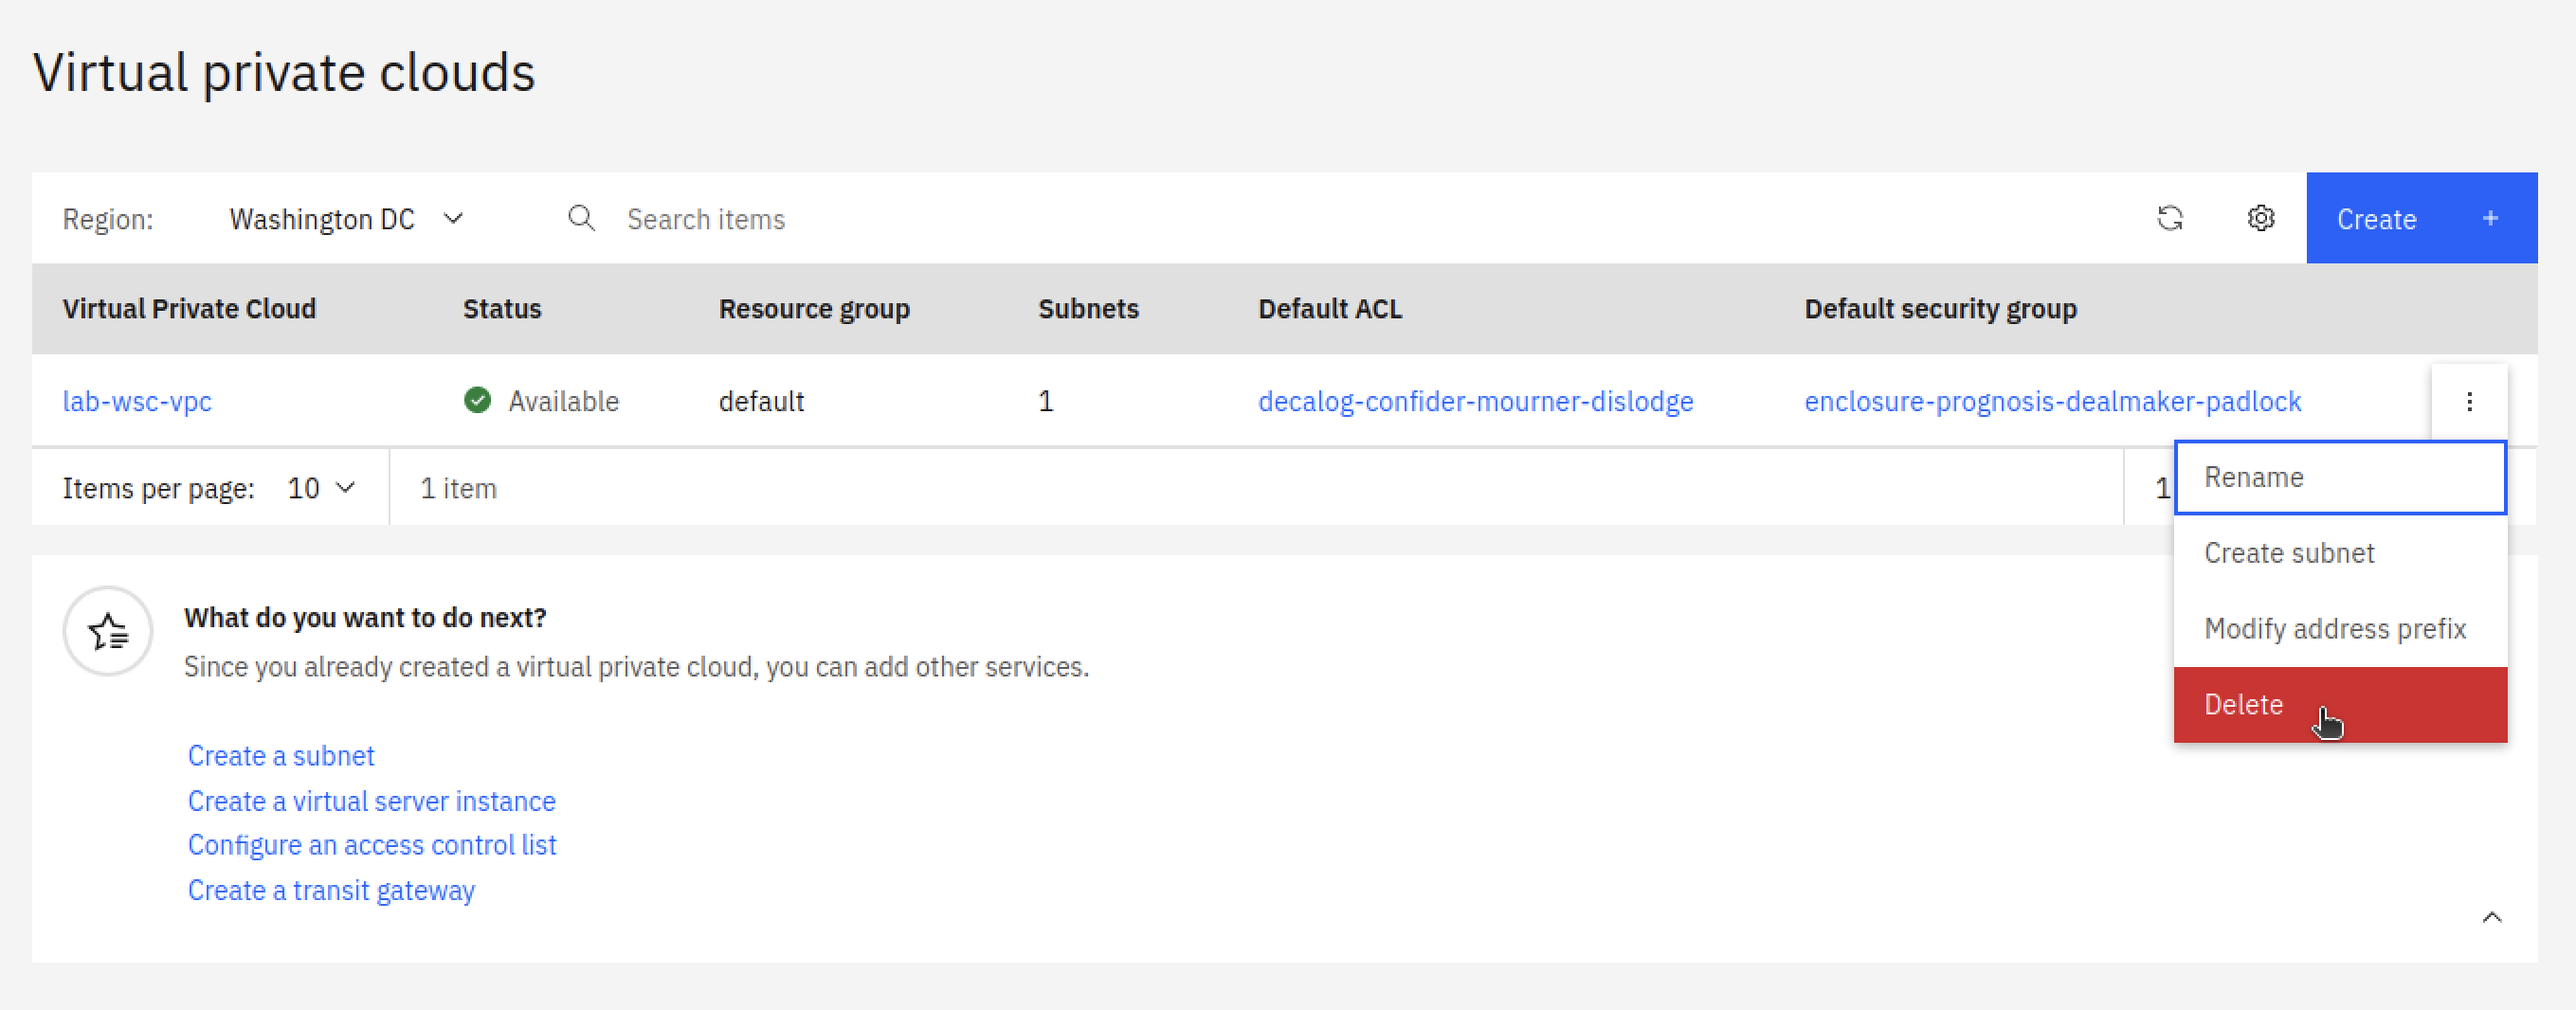 Virtual private clouds
Region: Washington DC Search items Create +
Virtual Private Cloud Status Resource group Subnets Default ACL Default security group
lab-wsc-vpc Available default 1 decalog-confider-mourner-dislodge enclosure-prognosis-dealmaker-padlock
Items per page: 10 1 item 1
Rename
Create subnet
Modify address prefix
Delete
What do you want to do next?
Since you already created a virtual private cloud, you can add other services.
Create a subnet
Create a virtual server instance
Configure an access control list
Create a transit gateway